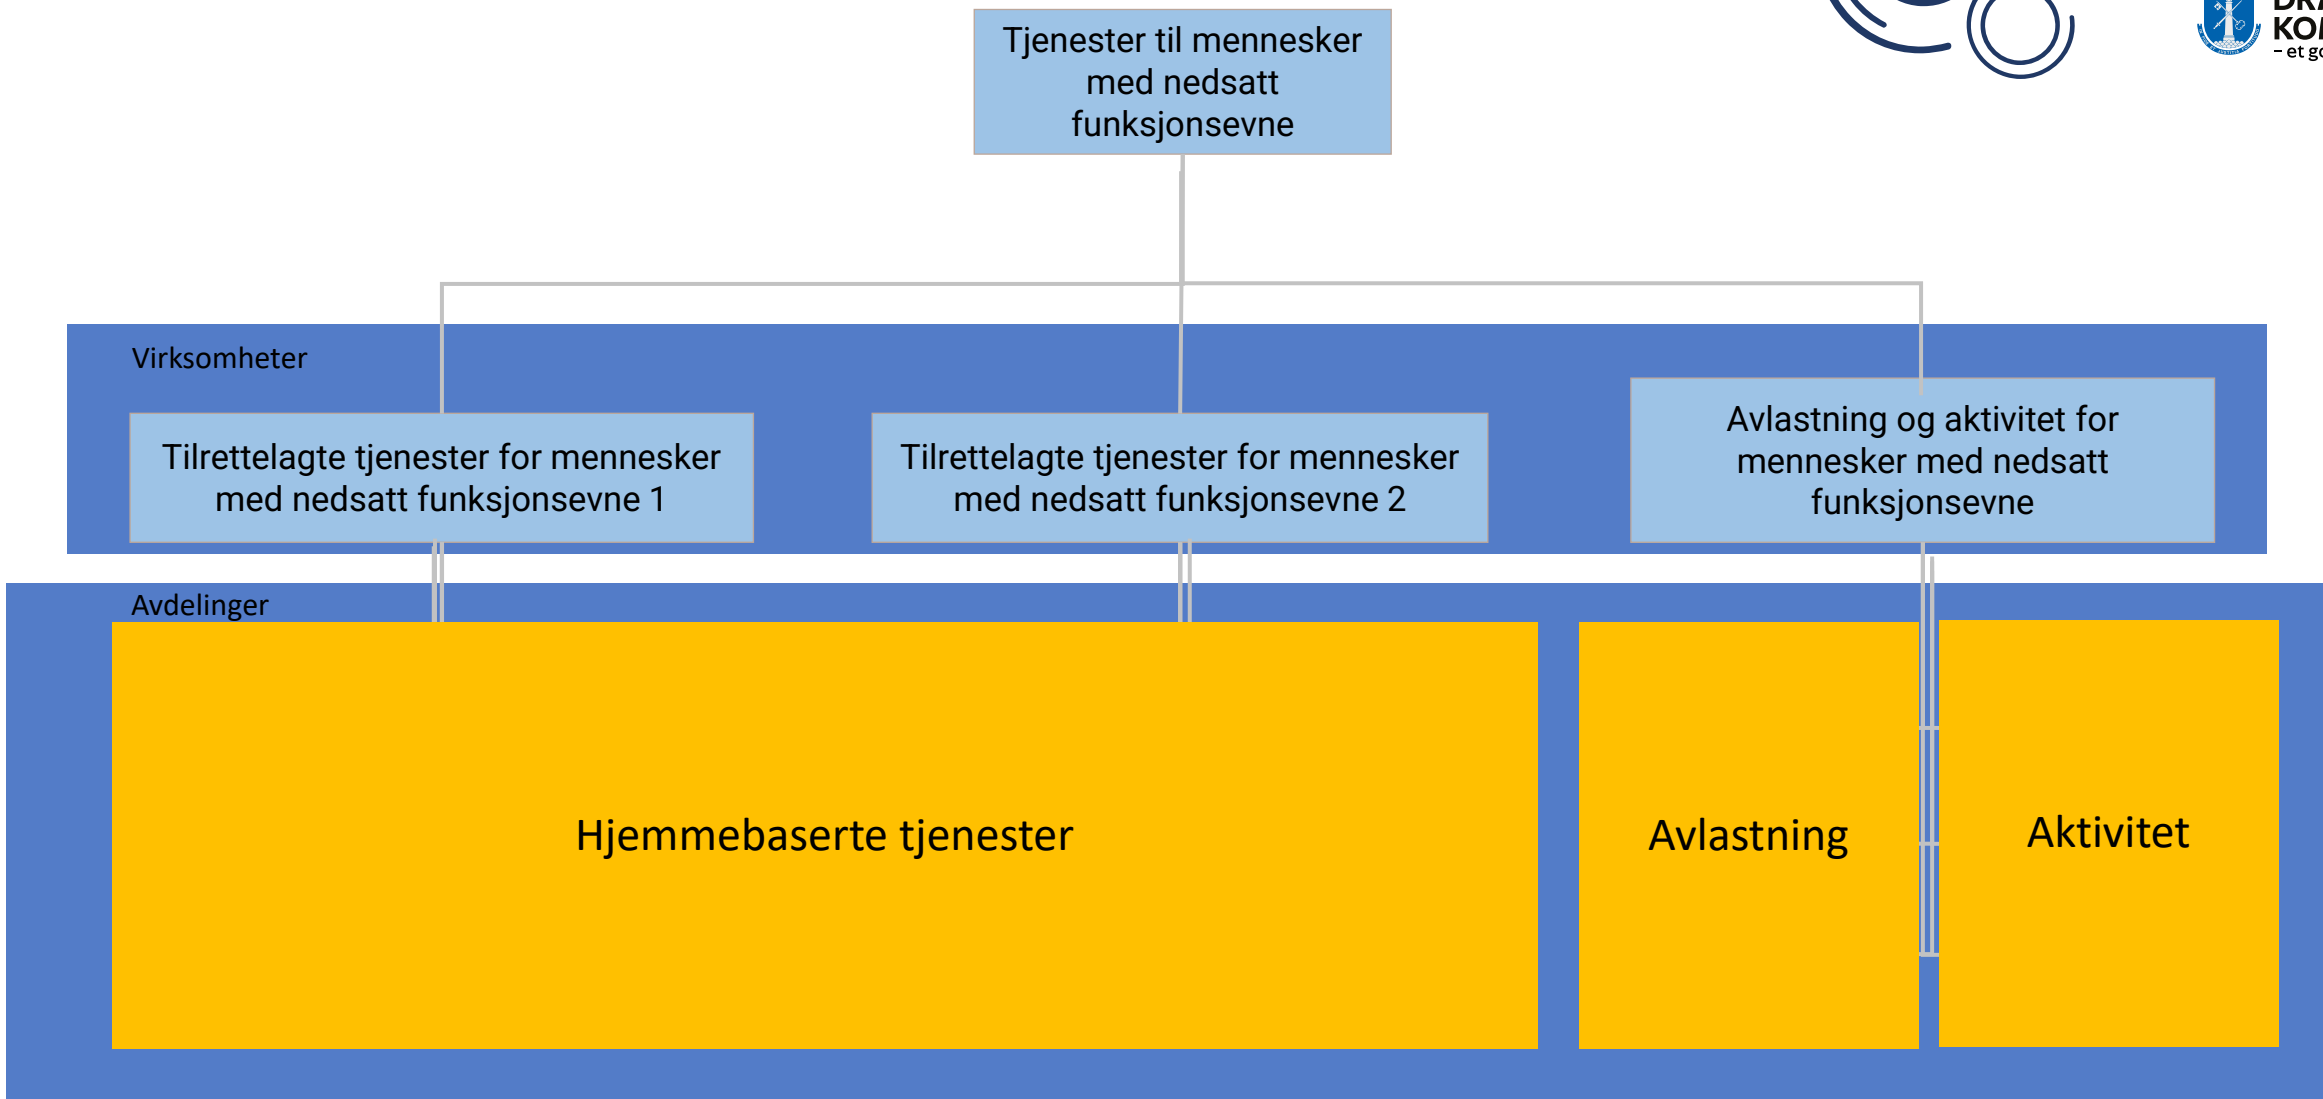 Tjenester til mennesker
med nedsatt
funksjonsevne
Virksomheter
Tilrettelagte tjenester for mennesker
med nedsatt funksjonsevne 1
Tilrettelagte tjenester for mennesker
med nedsatt funksjonsevne 2
Avlastning og aktivitet for
mennesker med nedsatt
funksjonsevne
Avdelinger
Hjemmebaserte tjenester
Avlastning
Aktivitet
– et